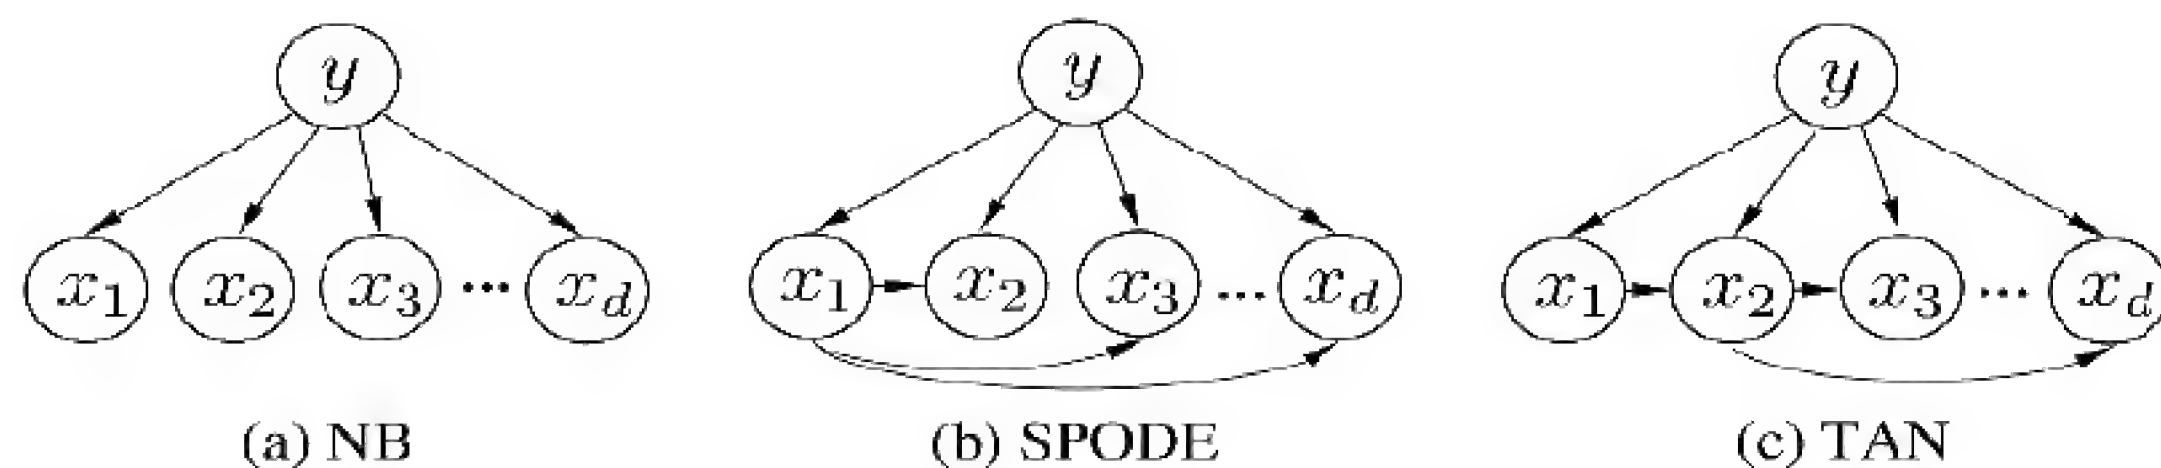 y y y
x1 x2 x3 ... xd x1 x2 x3 ... xd x1 x2 x3 ... xd
(a) NB (b) SPODE (c) TAN